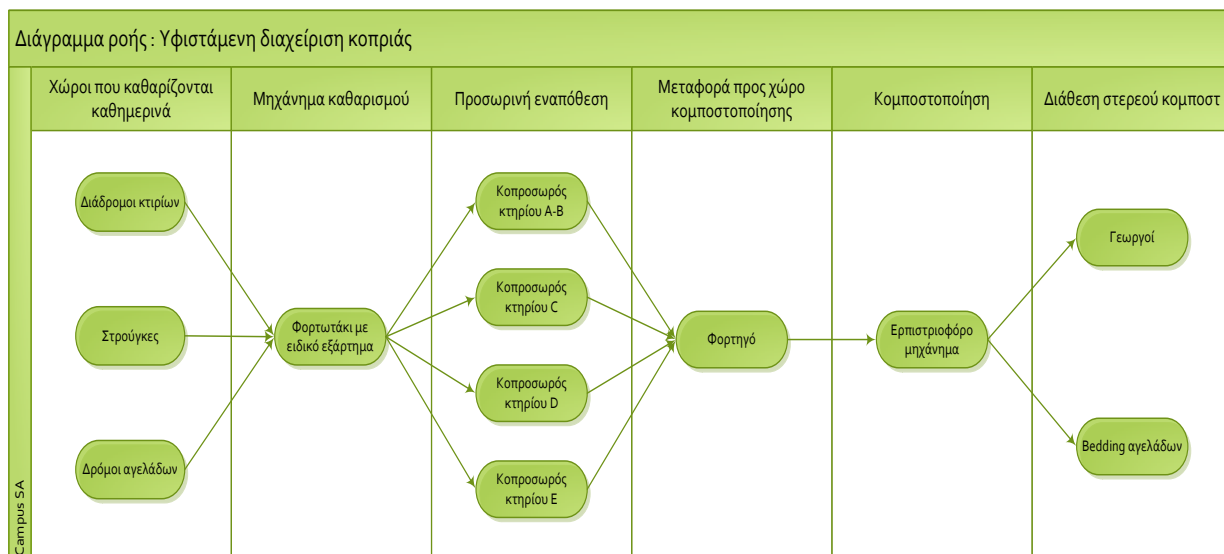 Διάγραμμα ροής : Υφιστάμενη διαχείριση κοπριάς
Χώροι που καθαρίζονται
καθημερινά
Μηχάνημα καθαρισμού
Προσωρινή εναπόθεση
Μεταφορά προς χώρο
κομποστοποίησης
Κομποστοποίηση
Διάθεση στερεού κομποστ
Campus SA
Διάδρομοι κτιρίων
Στρούγκες
Δρόμοι αγελάδων
Φορτωτάκι με
ειδικό εξάρτημα
Κοπροσωρός
κτηρίου Α-Β
Κοπροσωρός
κτηρίου C
Κοπροσωρός
κτηρίου D
Κοπροσωρός
κτηρίου Ε
Φορτηγό
Ερπιστριοφόρο
μηχάνημα
Γεωργοί
Bedding αγελάδων